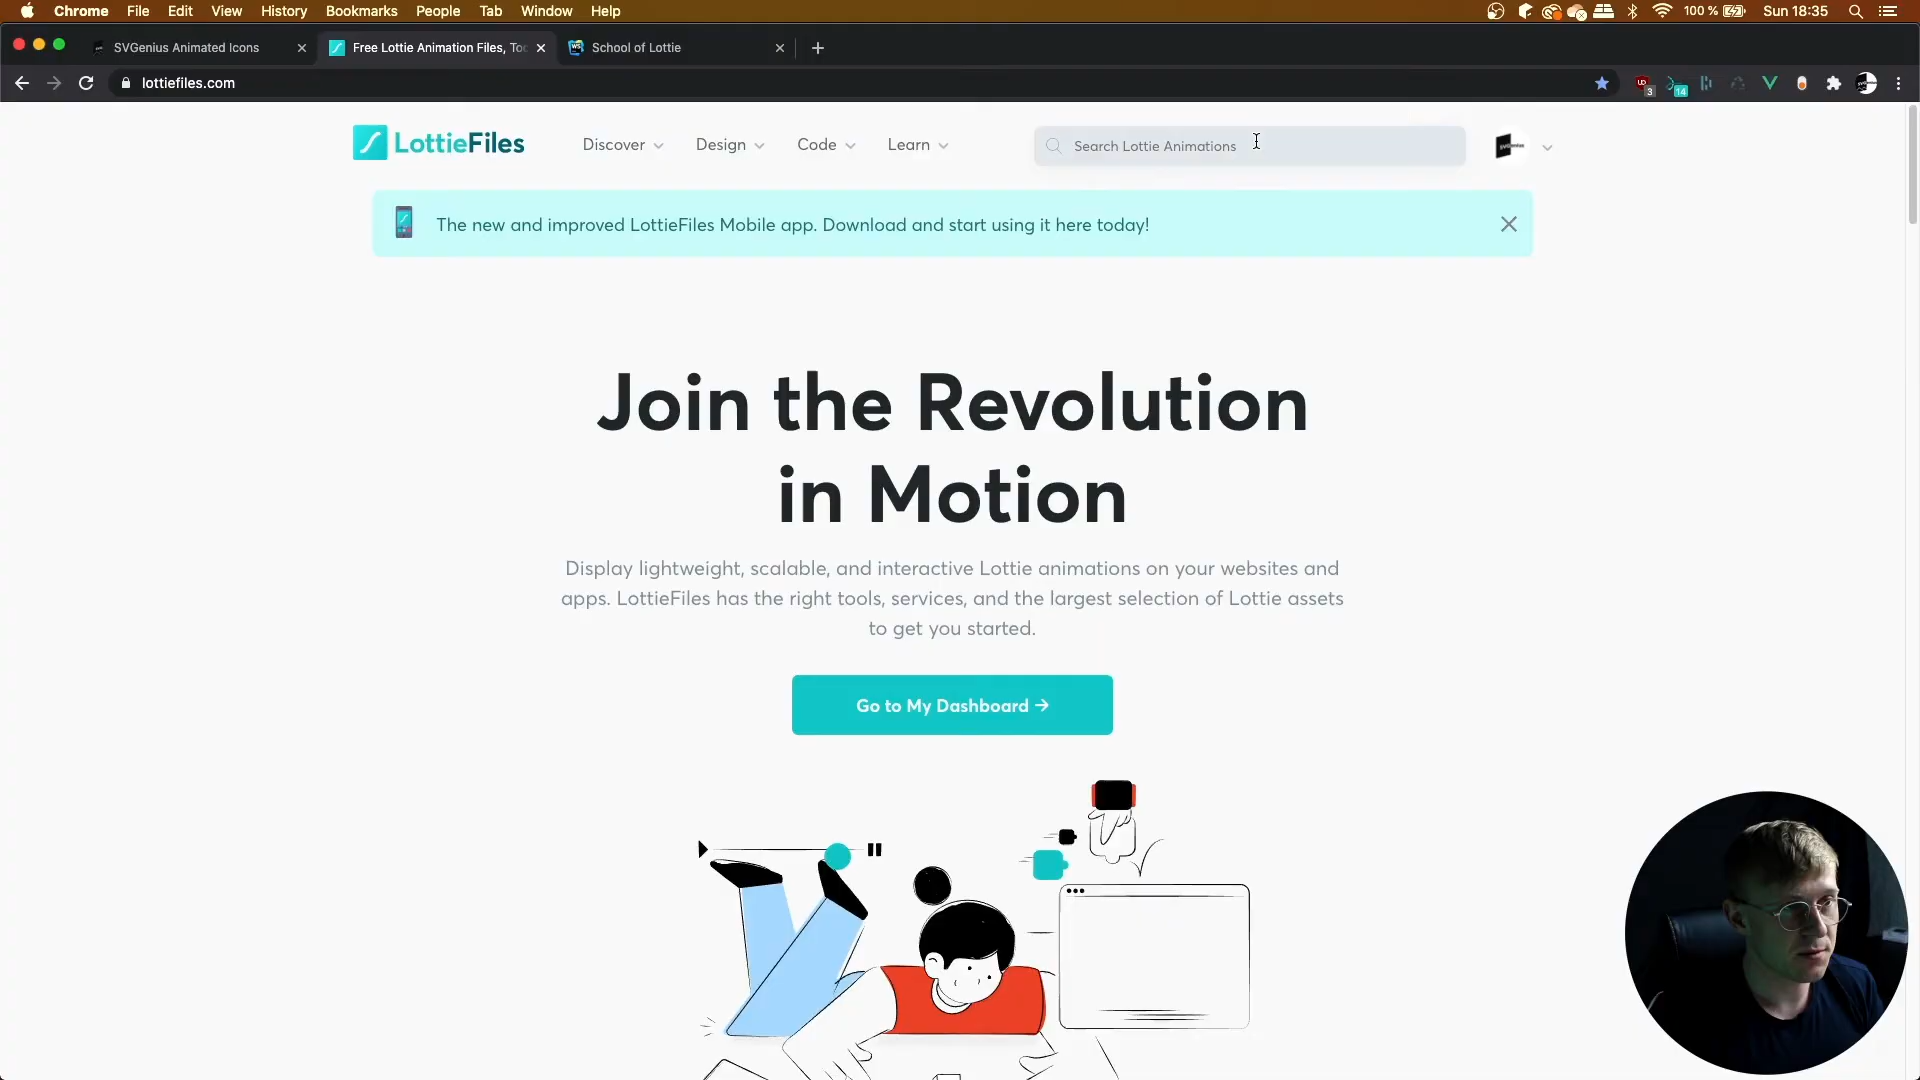 Chrome File Edit View History Bookmarks People Tab Window Help 100 % Sun 18:35
SVGenius Animated Icons Free Lottie Animation Files, Too School of Lottie
lottiefiles.com 3 14
LottieFiles Discover Design Code Learn Search Lottie Animations SVGenius
The new and improved LottieFiles Mobile app. Download and start using it here today!
Join the Revolution
in Motion
Display lightweight, scalable, and interactive Lottie animations on your websites and
apps. LottieFiles has the right tools, services, and the largest selection of Lottie assets
to get you started.
Go to My Dashboard →